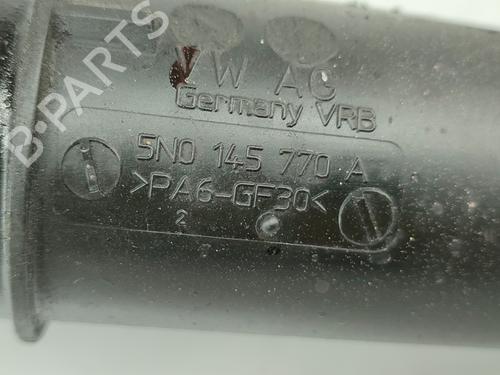 VW AG
Germany VRB
5N0 145 770 A
>PA6-GF30<
2
B-PARTS